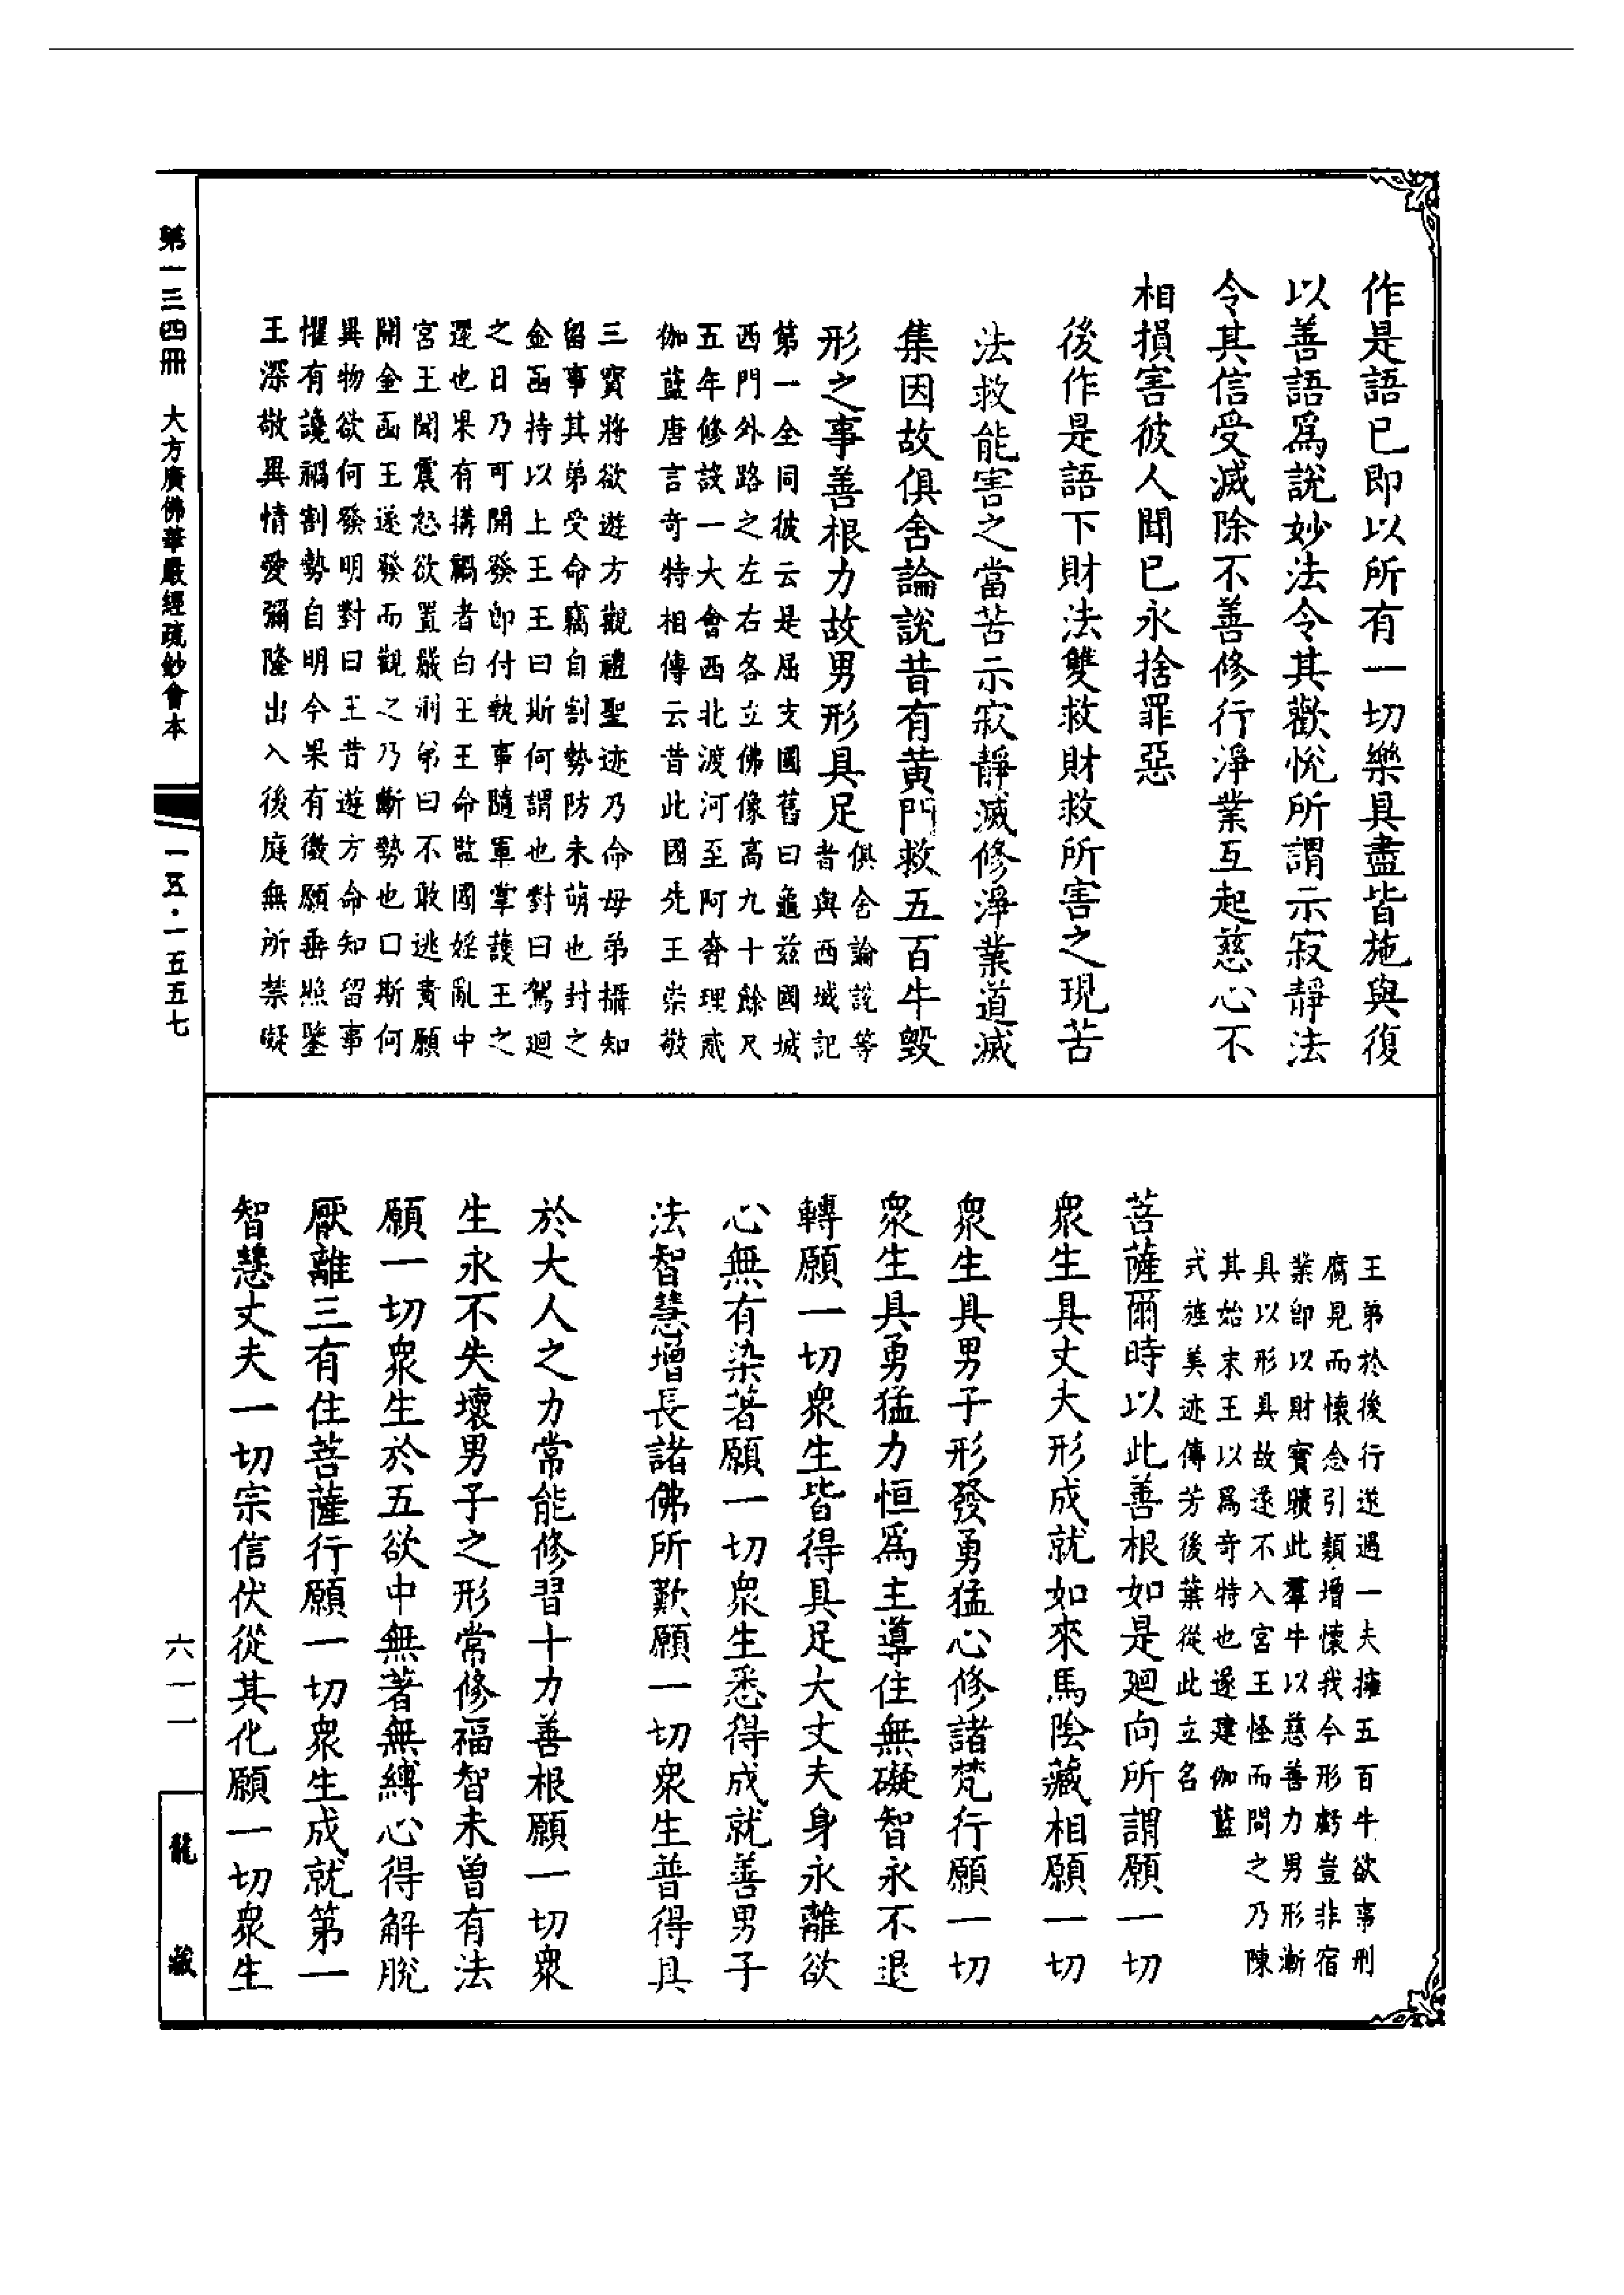 作是語已即以所有一切樂具盡皆施與復
以善語爲說妙法令其歡悅所謂示寂靜法
令其信受滅除不善修行淨業互起慈心不
相損害彼人聞已永捨罪惡
後作是語下財法雙救財救所害之現苦
法救能害之當苦示寂靜滅修淨業道滅
集因故俱舍論說昔有黃門救五百牛毀
形之事善根力故男形具足
俱舍論說等
者與西域記
第一全同彼云是屈支國舊曰龜茲國城
西門外路之左右各立佛像高九十餘尺
五年修設一大會西北渡河至阿奢理貳
伽藍唐言奇特相傳云昔此國先王崇敬
三寶將欲遊方觀禮聖迹乃命母弟攝知
留事其弟受命竊自割勢防未萌也封之
金函持以上王王曰斯何謂也對曰駕迴
之日乃可開發即付執事隨軍掌護王之
還也果有搆禍者白王王命監國婬亂中
宮王聞震怒欲置嚴刑弟曰不敢逃責願
開金函王遂發而觀之乃斷勢也曰斯何
異物欲何發明對曰王昔遊方命知留事
懼有讒禍割勢自明今果有徵願垂照鑒
王深敬異情愛彌隆出入後庭無所禁礙
王弟於後行遊遇一夫擁五百牛欲事刑
腐見而懷念引類增懷我今形虧豈非宿
業即以財寶贖此羣牛以慈善力男形漸
具以形具故遂不入宮王怪而問之乃陳
其始末王以爲奇特也遂建伽藍
式旌美迹傳芳後葉從此立名
菩薩爾時以此善根如是迴向所謂願一切
眾生具丈夫形成就如來馬陰藏相願一切
眾生具男子形發勇猛心修諸梵行願一切
眾生具勇猛力恒爲主導住無礙智永不退
轉願一切眾生皆得具足大丈夫身永離欲
心無有染著願一切眾生悉得成就善男子
法智慧增長諸佛所歎願一切眾生普得具
於大人之力常能修習十力善根願一切眾
生永不失壞男子之形常修福智未曾有法
願一切眾生於五欲中無著無縛心得解脫
厭離三有住菩薩行願一切眾生成就第一
智慧丈夫一切宗信伏從其化願一切眾生
第一三四冊 大方廣佛華嚴經疏鈔會本
一五·一五五七
六一一
龍藏